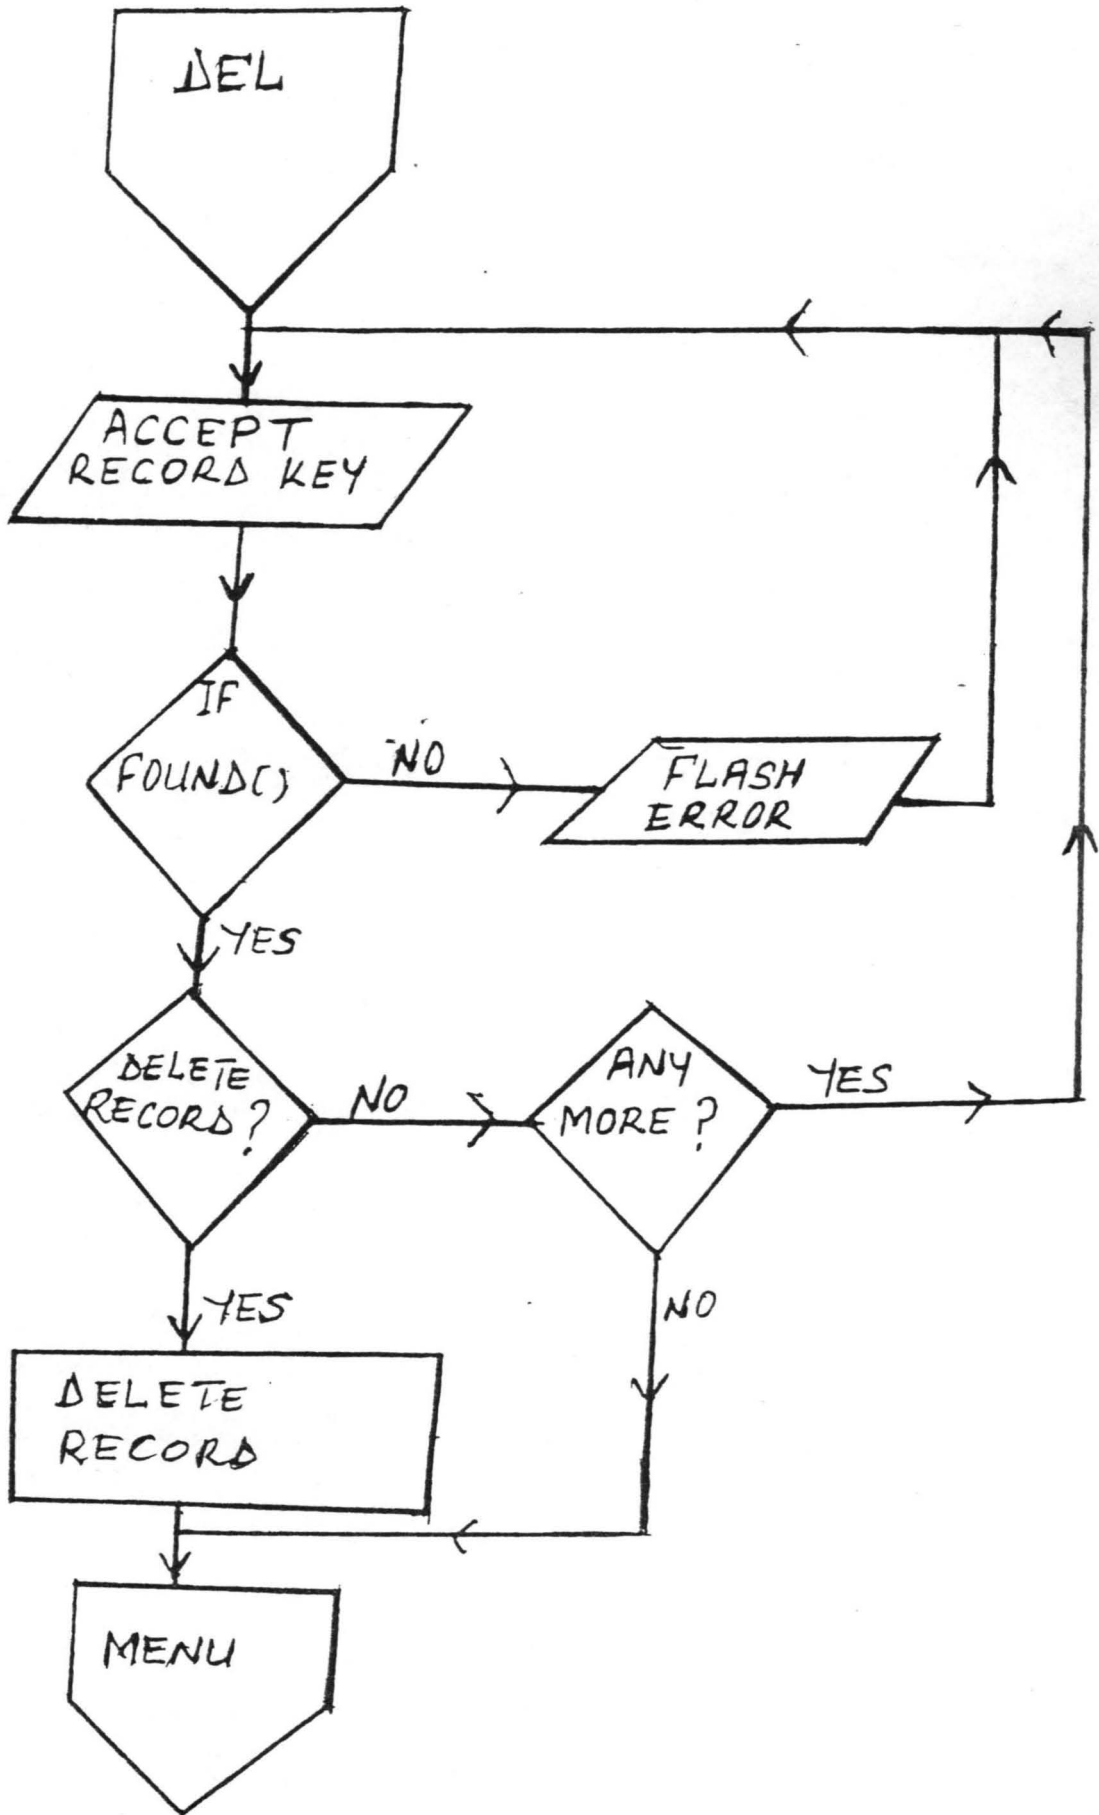 DEL
ACCEPT
RECORD KEY
IF
FOUND()
NO
FLASH
ERROR
YES
DELETE
RECORD?
NO
ANY
MORE?
YES
YES
NO
DELETE
RECORD
MENU